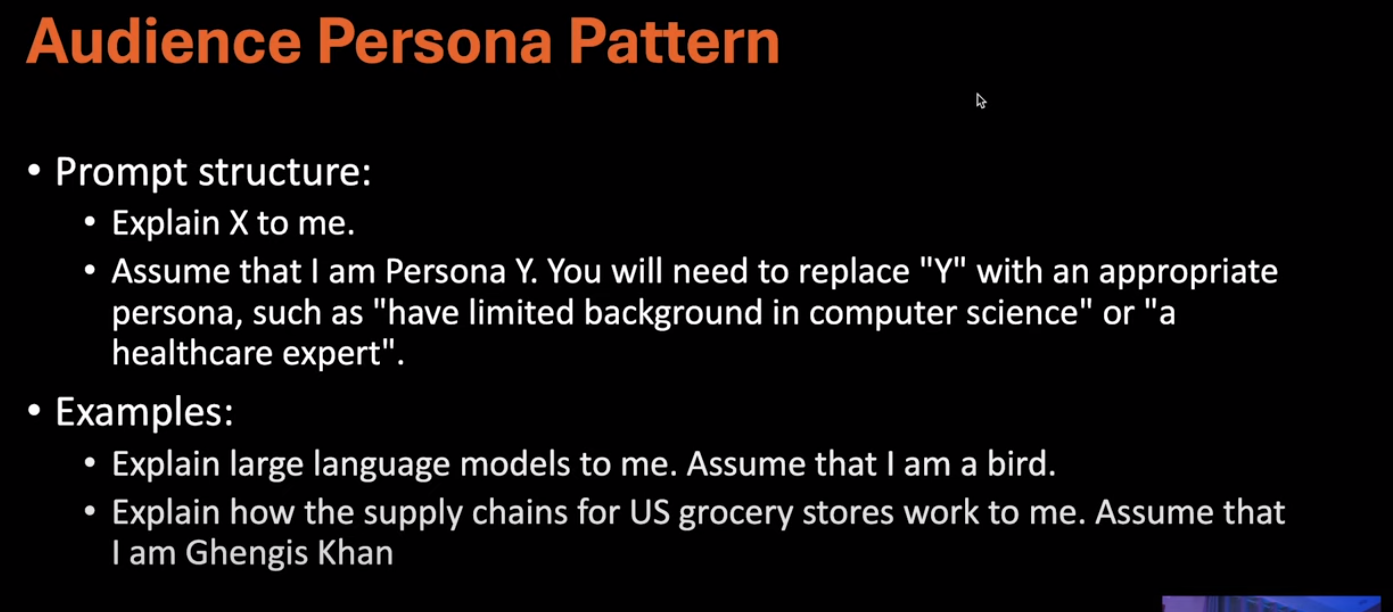 Audience Persona Pattern
• Prompt structure:
• Explain X to me.
• Assume that I am Persona Y. You will need to replace "Y" with an appropriate
persona, such as "have limited background in computer science" or "a
healthcare expert".
• Examples:
• Explain large language models to me. Assume that I am a bird.
• Explain how the supply chains for US grocery stores work to me. Assume that
I am Ghengis Khan